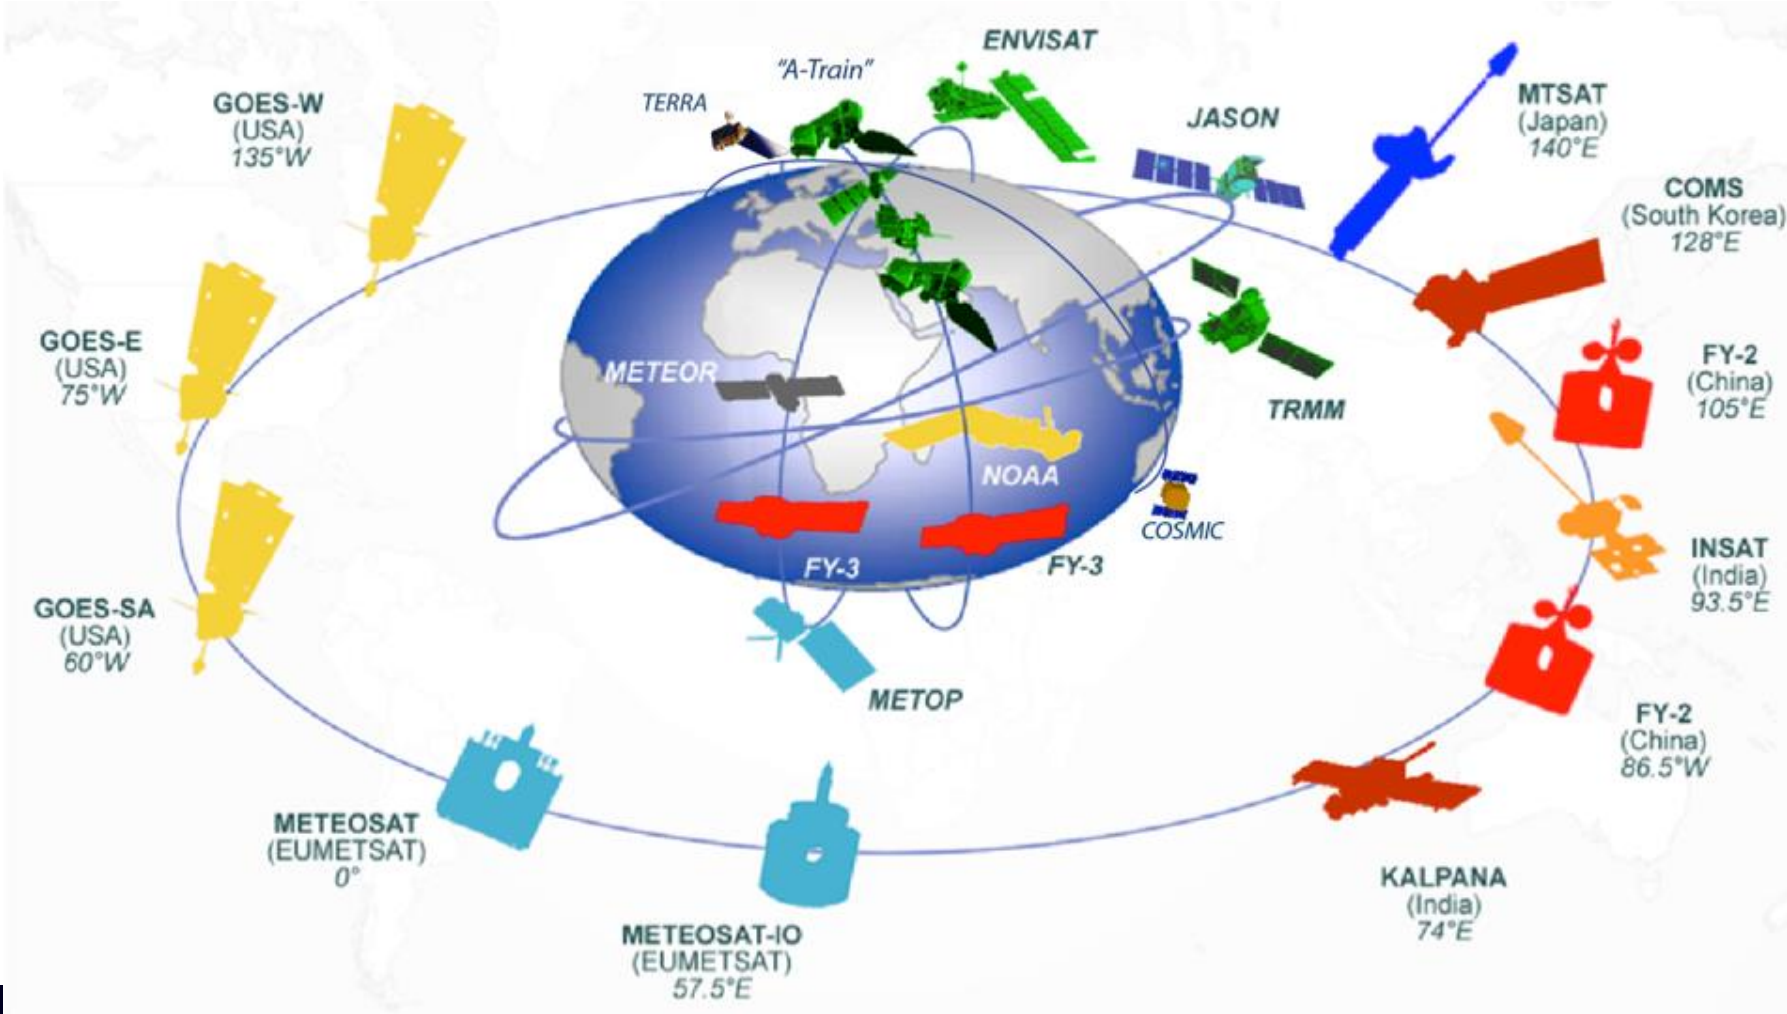 ENVISAT
"A-Train"
TERRA
GOES-W
(USA)
135°W
JASON
MTSAT
(Japan)
140°E
COMS
(South Korea)
128°E
GOES-E
(USA)
75°W
METEOR
TRMM
FY-2
(China)
105°E
NOAA
COSMIC
INSAT
(India)
93.5°E
FY-3
FY-3
GOES-SA
(USA)
60°W
METOP
FY-2
(China)
86.5°W
METEOSAT
(EUMETSAT)
0°
KALPANA
(India)
74°E
METEOSAT-IO
(EUMETSAT)
57.5°E